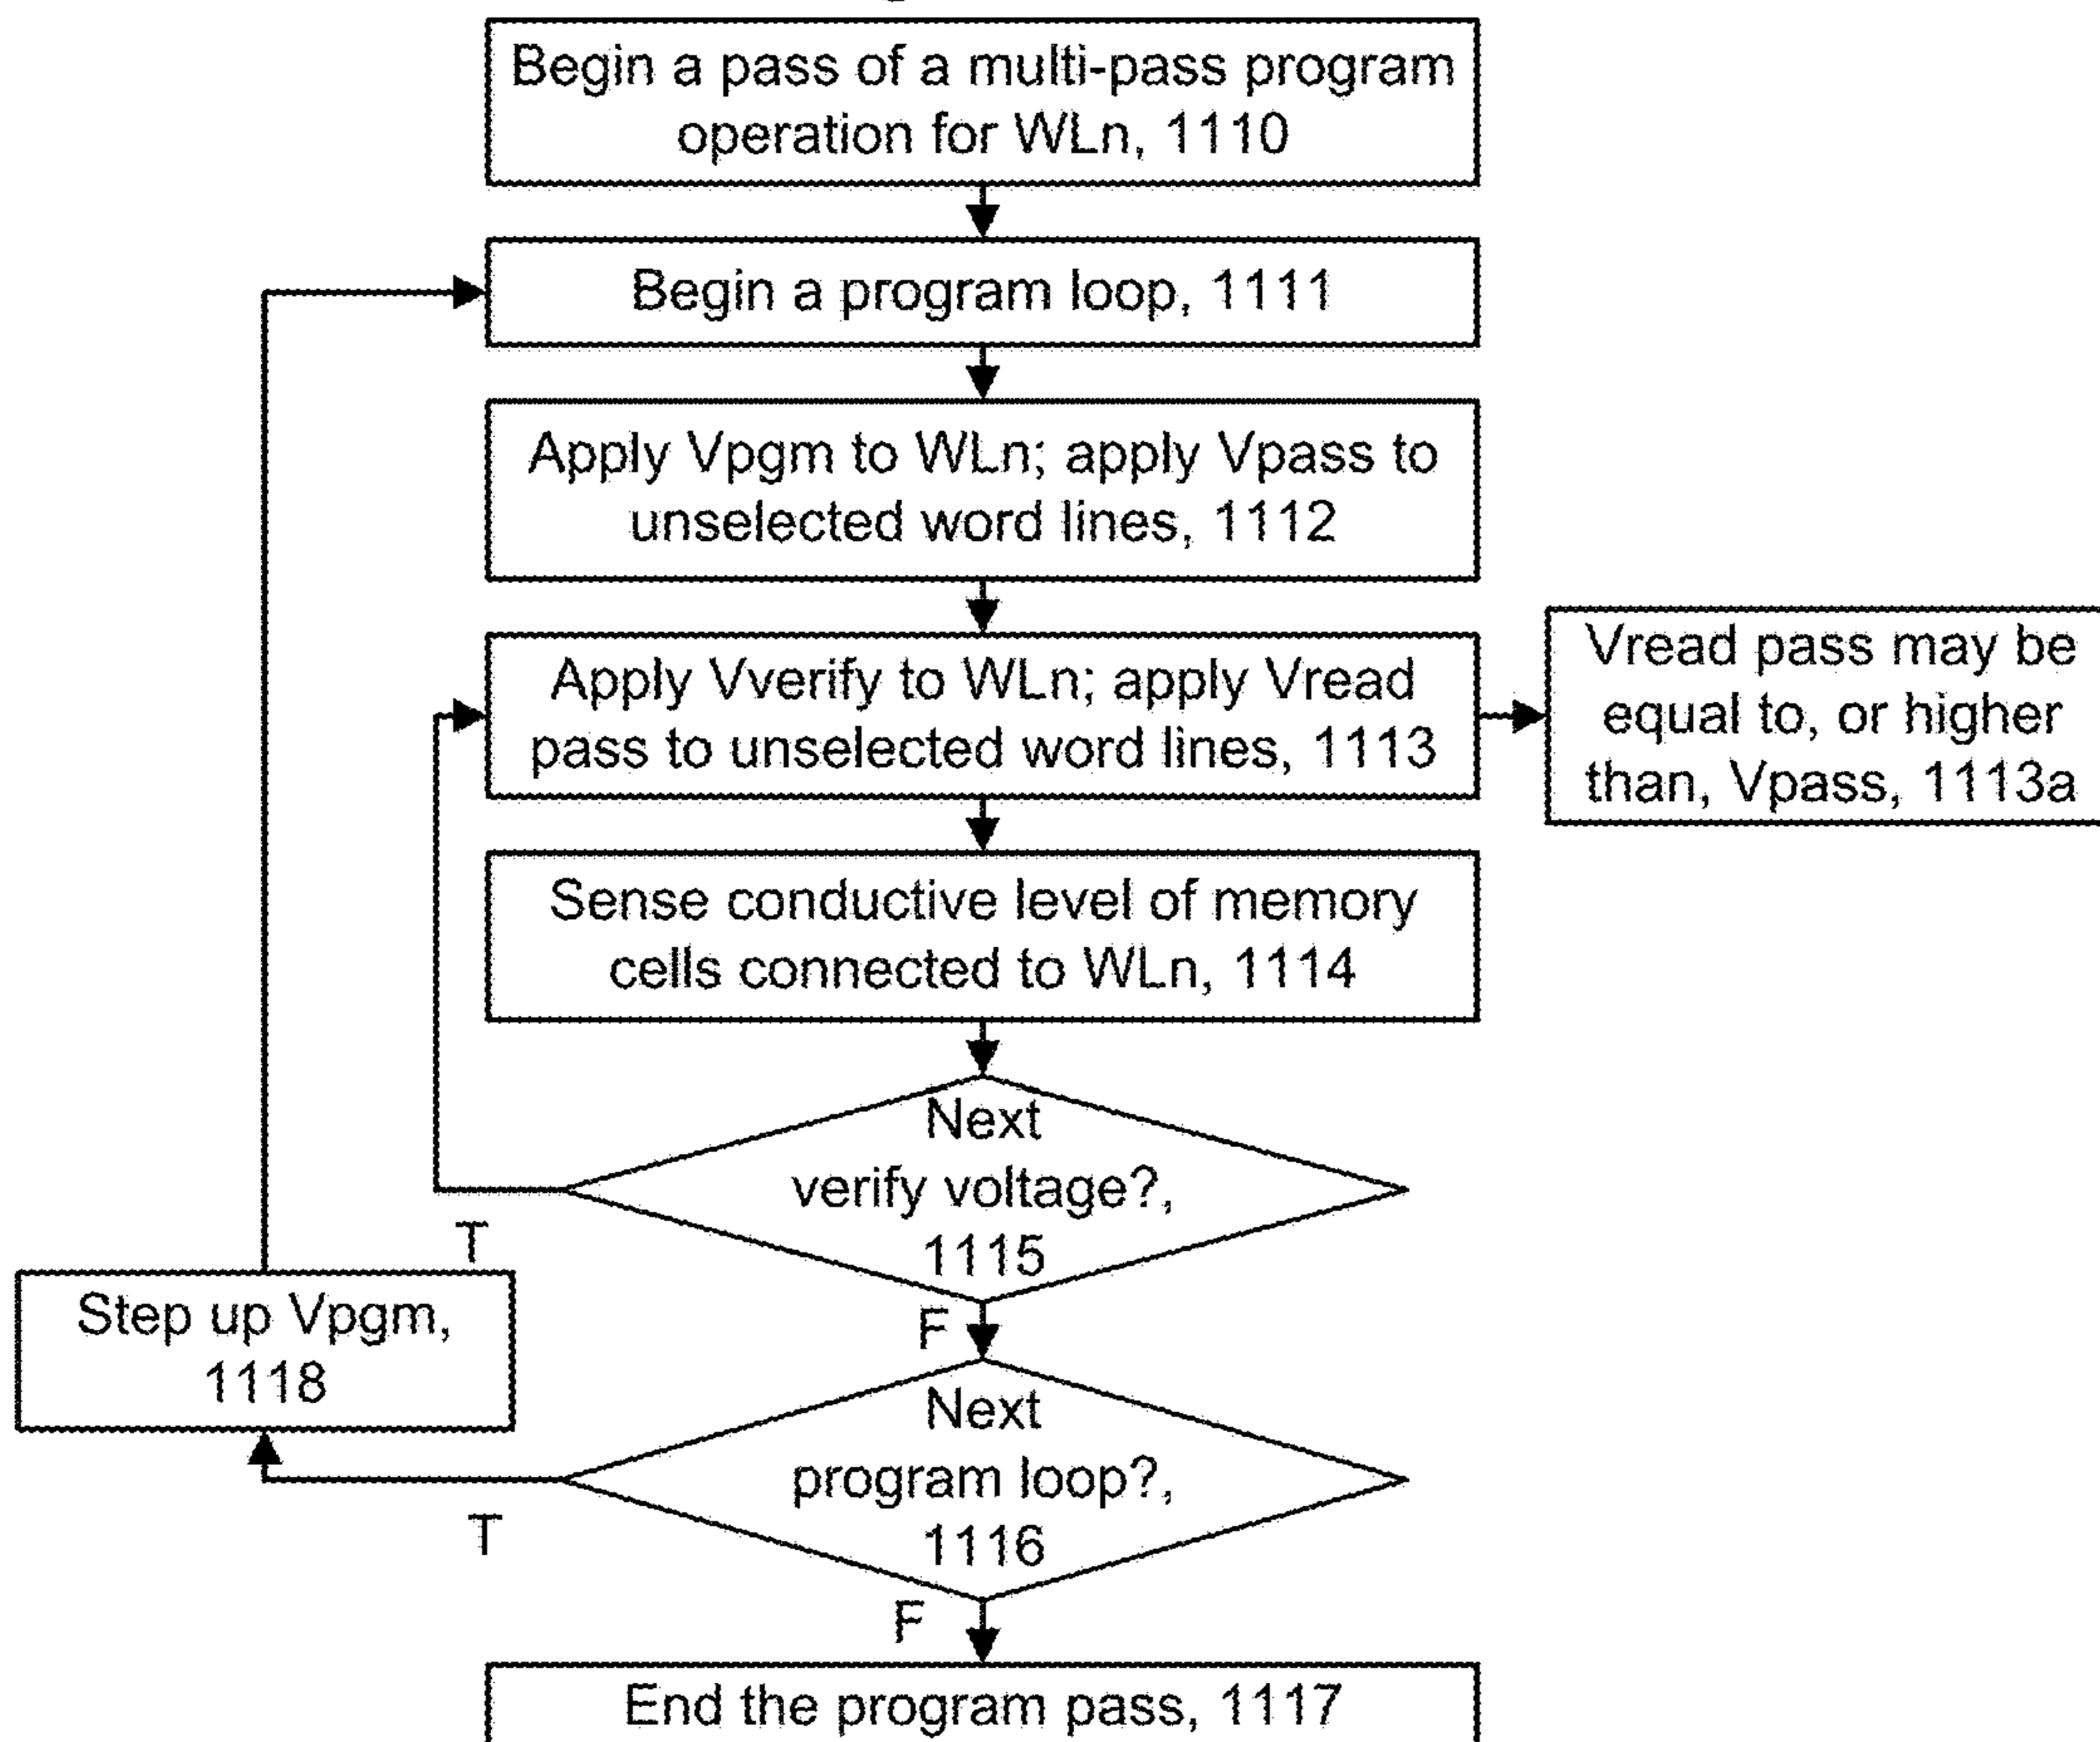 Begin a pass of a multi-pass program
operation for WLn, 1110
Begin a program loop, 1111
Apply Vpgm to WLn; apply Vpass to
unselected word lines, 1112
Apply Vverify to WLn; apply Vread
pass to unselected word lines, 1113
Vread pass may be
equal to, or higher
than, Vpass, 1113a
Sense conductive level of memory
cells connected to WLn, 1114
Next
verify voltage?,
1115
T
F
Step up Vpgm,
1118
Next
program loop?,
1116
T
F
End the program pass, 1117